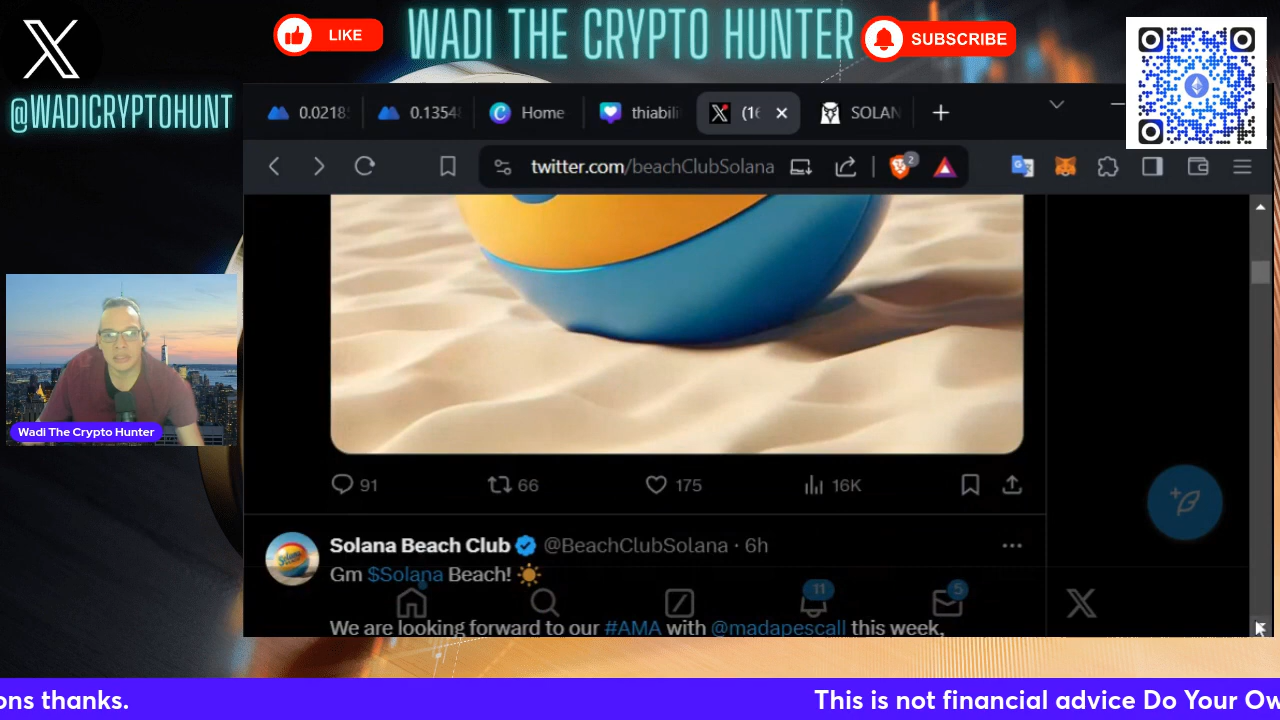 WADI THE CRYPTO HUNTER
LIKE
SUBSCRIBE
@WADICRYPTOHUNT
0.0218
0.1354
Home
thiabili
(1
SOLAN
twitter.com/beachClubSolana
2
91
66
175
16K
Solana Beach Club @BeachClubSolana · 6h
Gm $Solana Beach!
11
5
We are looking forward to our #AMA with @madapescall this week,
Wadi The Crypto Hunter
ons thanks.
This is not financial advice Do Your Ow